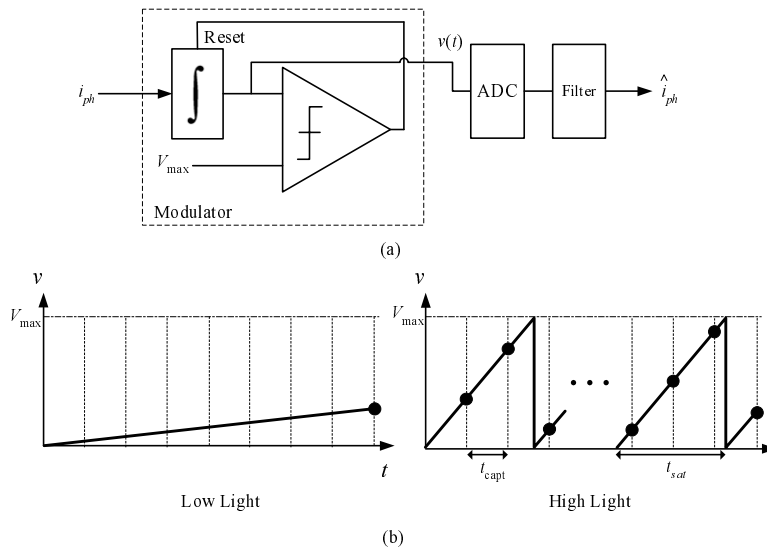 Reset
v(t)
i_ph
∫
ADC
Filter
î_ph
V_max
Modulator
(a)
v
V_max
t
Low Light
v
V_max
• • •
t_capt
t_sat
High Light
(b)